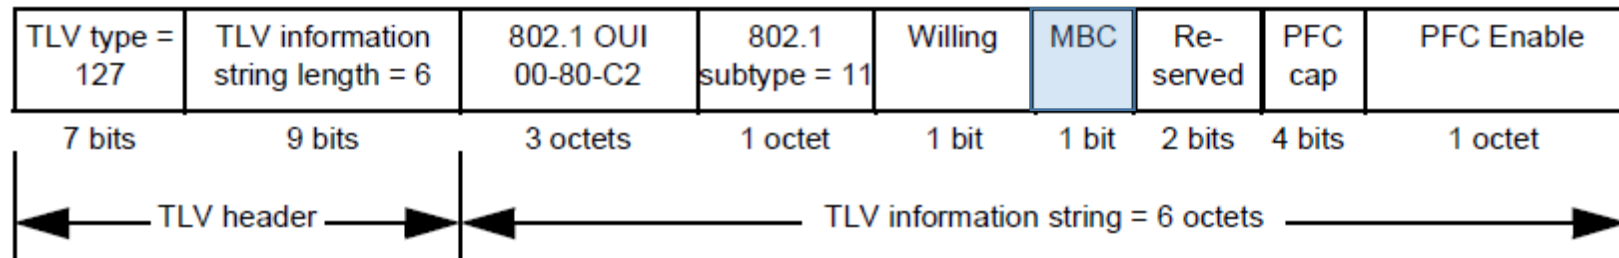 TLV type =
127
TLV information
string length = 6
802.1 OUI
00-80-C2
802.1
subtype = 11
Willing
MBC
Re-
served
PFC
cap
PFC Enable
7 bits
9 bits
3 octets
1 octet
1 bit
1 bit
2 bits
4 bits
1 octet
TLV header
TLV information string = 6 octets